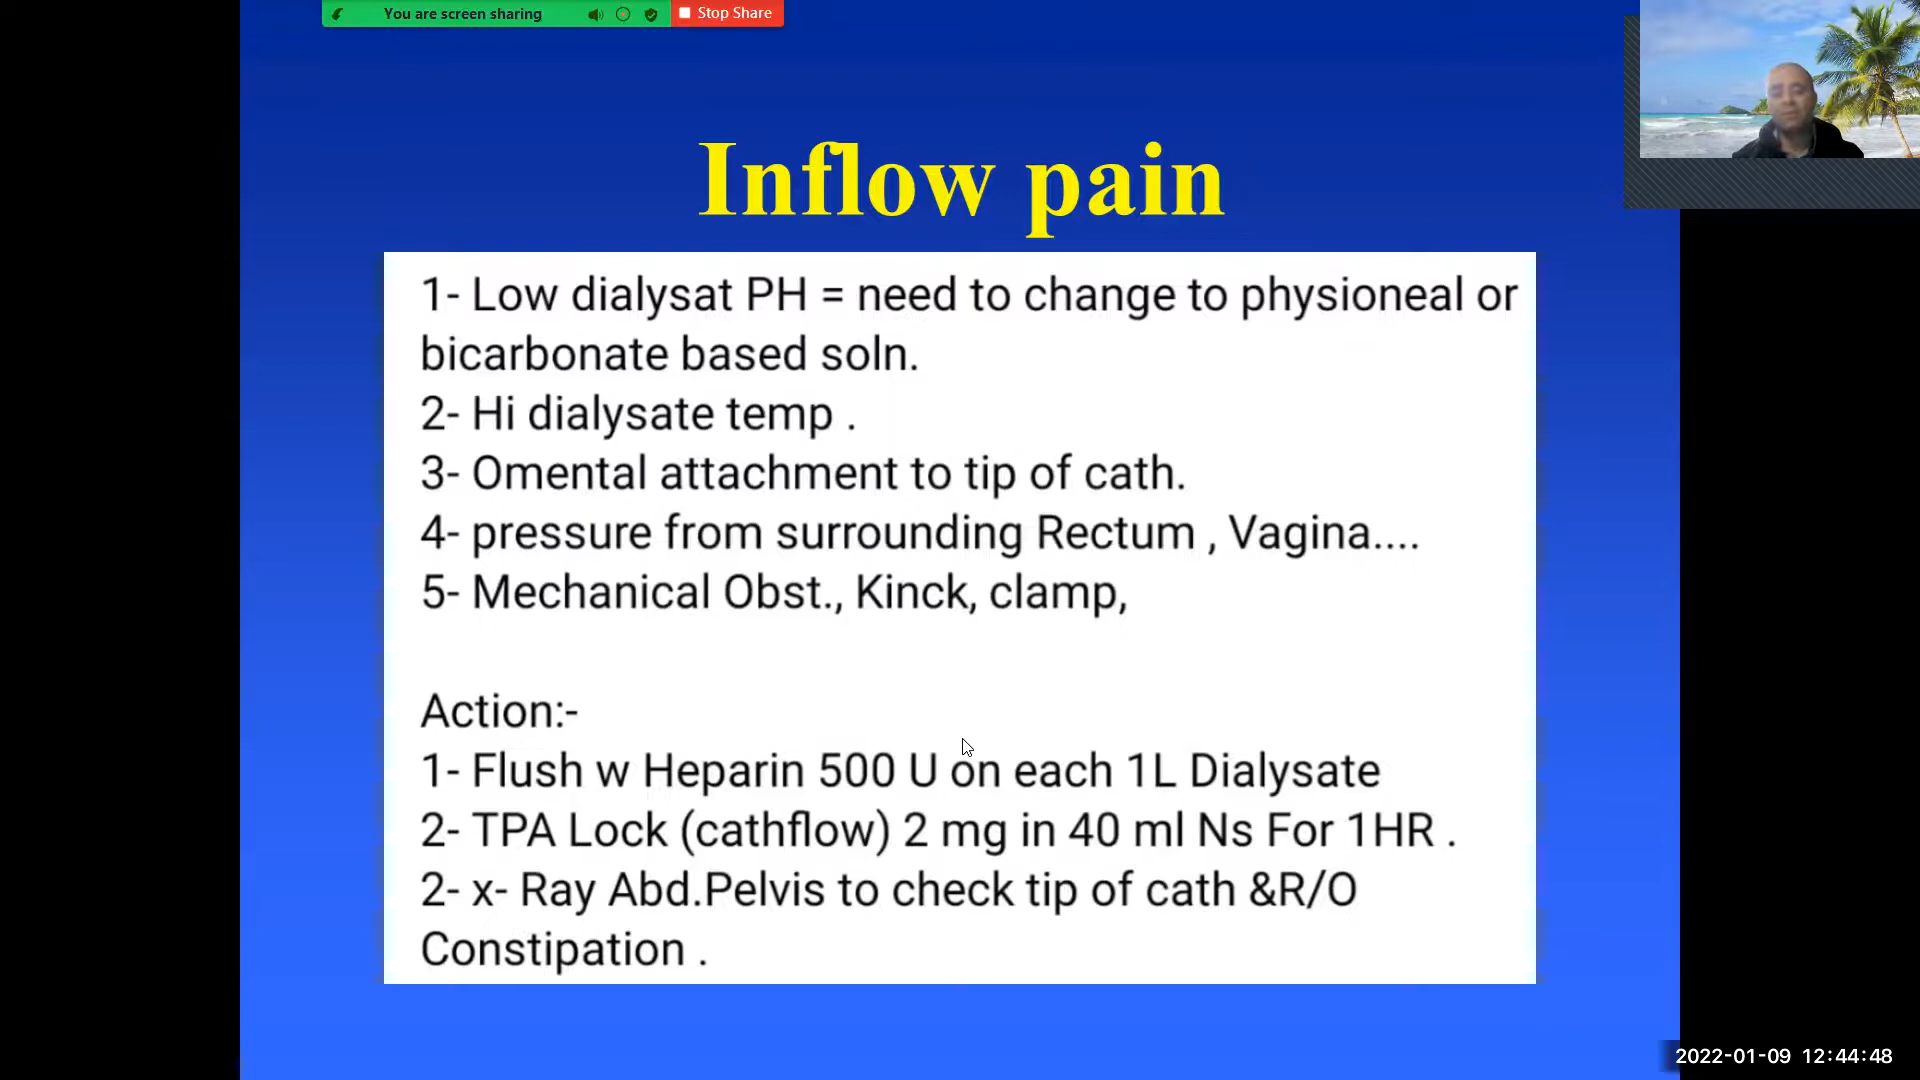 You are screen sharing
Stop Share
Inflow pain
1- Low dialysat PH = need to change to physioneal or
bicarbonate based soln.
2- Hi dialysate temp .
3- Omental attachment to tip of cath.
4- pressure from surrounding Rectum , Vagina....
5- Mechanical Obst., Kinck, clamp,
Action:-
1- Flush w Heparin 500 U on each 1L Dialysate
2- TPA Lock (cathflow) 2 mg in 40 ml Ns For 1HR .
2- x- Ray Abd.Pelvis to check tip of cath &R/O
Constipation .
2022-01-09 12:44:48